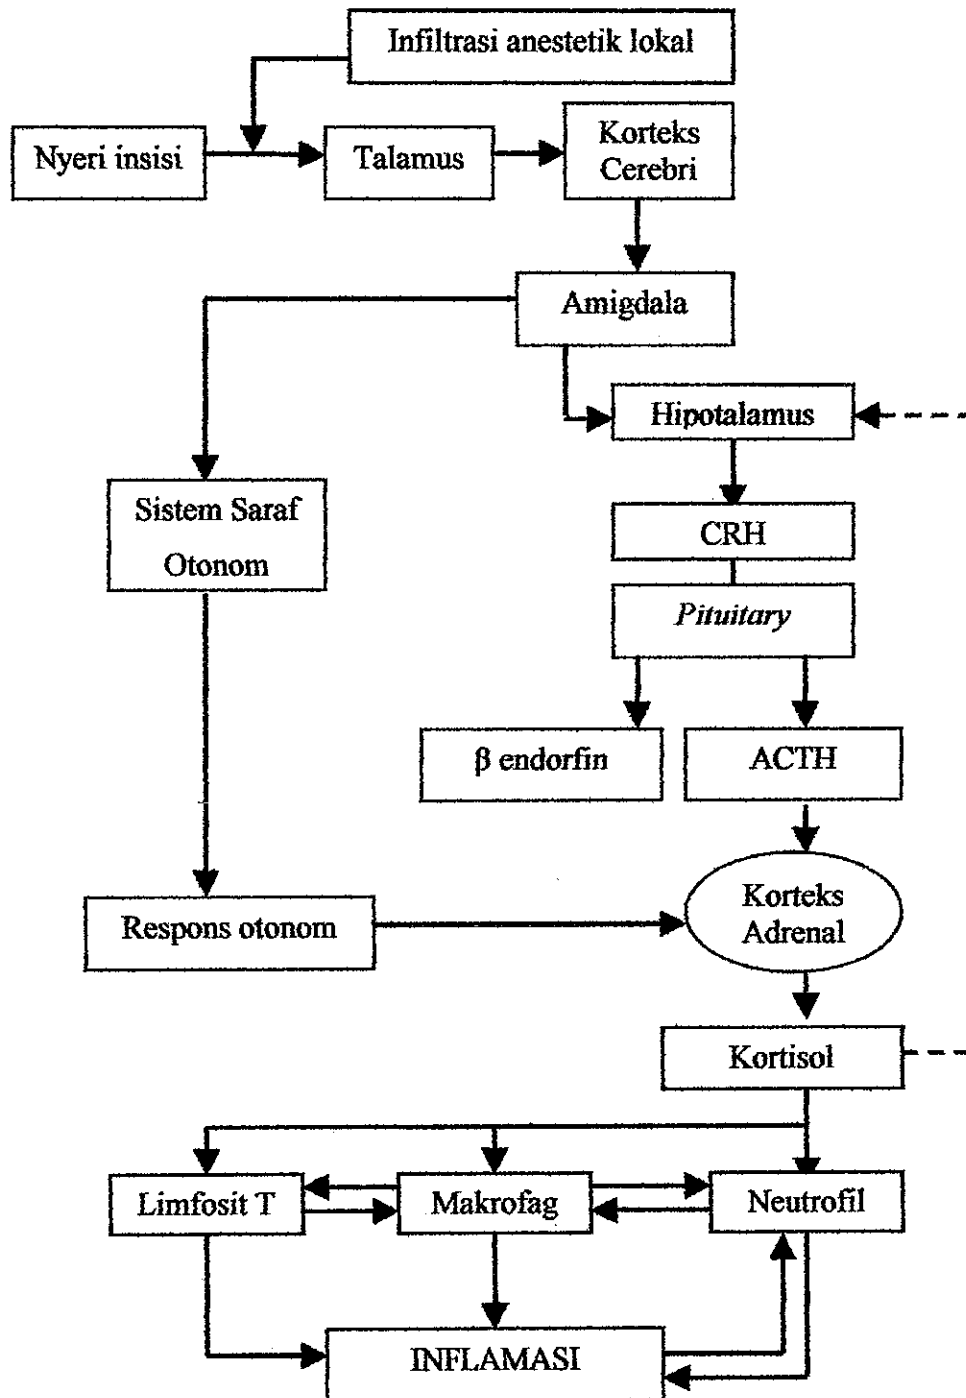 Infiltrasi anestetik lokal
Nyeri insisi
Talamus
Korteks
Cerebri
Amigdala
Hipotalamus
Sistem Saraf
Otonom
CRH
Pituitary
β endorfin
ACTH
Respons otonom
Korteks
Adrenal
Kortisol
Limfosit T
Makrofag
Neutrofil
INFLAMASI